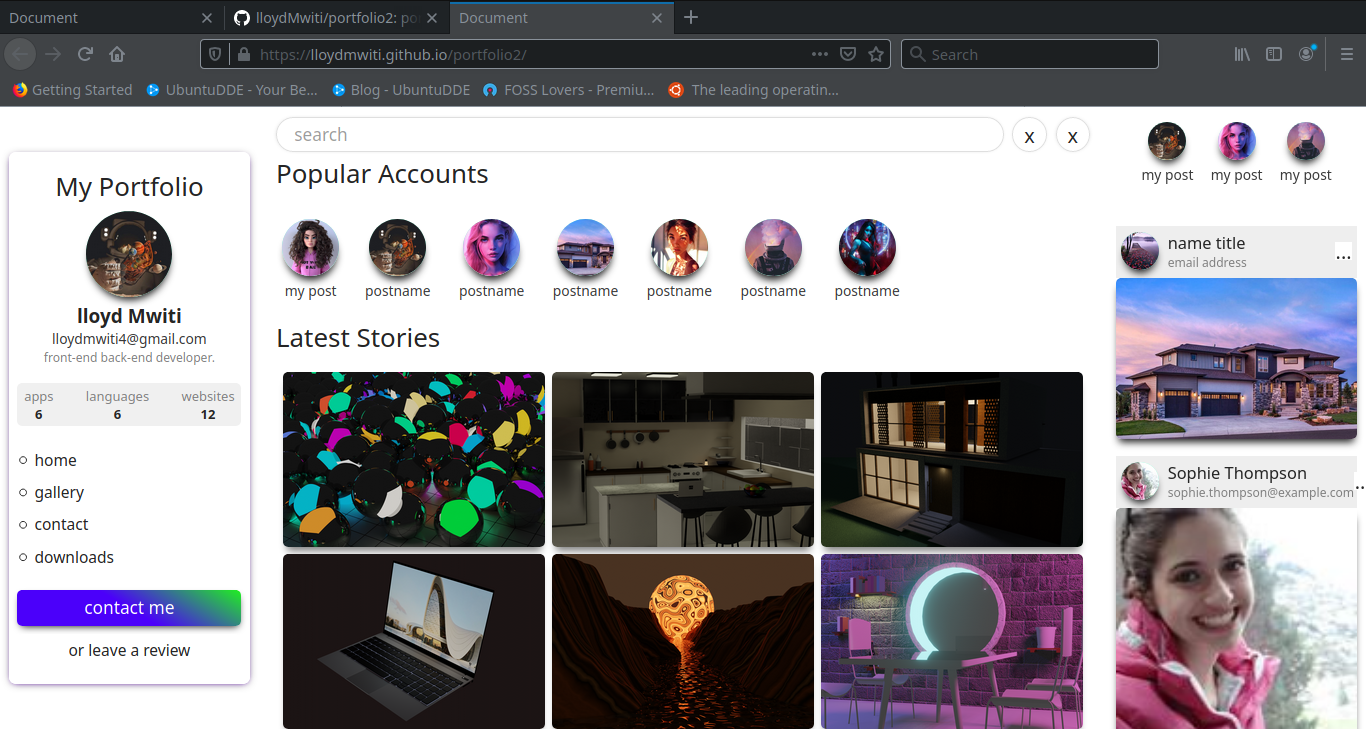 Document
lloydMwiti/portfolio2: po
Document
https://lloydmwiti.github.io/portfolio2/
Search
Getting Started
UbuntuDDE - Your Be...
Blog - UbuntuDDE
FOSS Lovers - Premiu...
The leading operatin...
My Portfolio
lloyd Mwiti
lloydmwiti4@gmail.com
front-end back-end developer.
apps languages websites
6 6 12
home
gallery
contact
downloads
contact me
or leave a review
search
x x
Popular Accounts
my post postname postname postname postname postname postname
Latest Stories
my post my post my post
name title
email address
...
Sophie Thompson
sophie.thompson@example.com
..